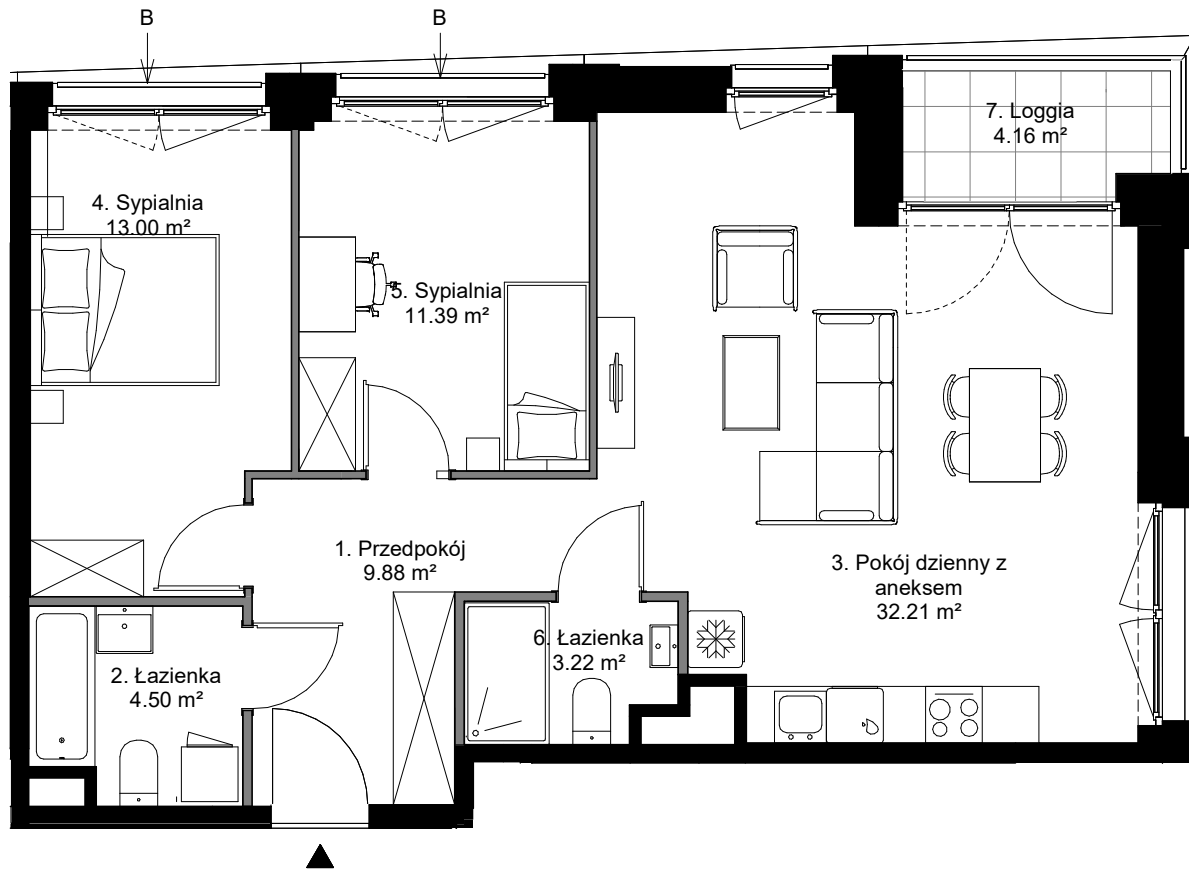 B
B
7. Loggia
4.16 m²
4. Sypialnia
13.00 m²
5. Sypialnia
11.39 m²
1. Przedpokój
9.88 m²
3. Pokój dzienny z
aneksem
32.21 m²
6. Łazienka
3.22 m²
2. Łazienka
4.50 m²